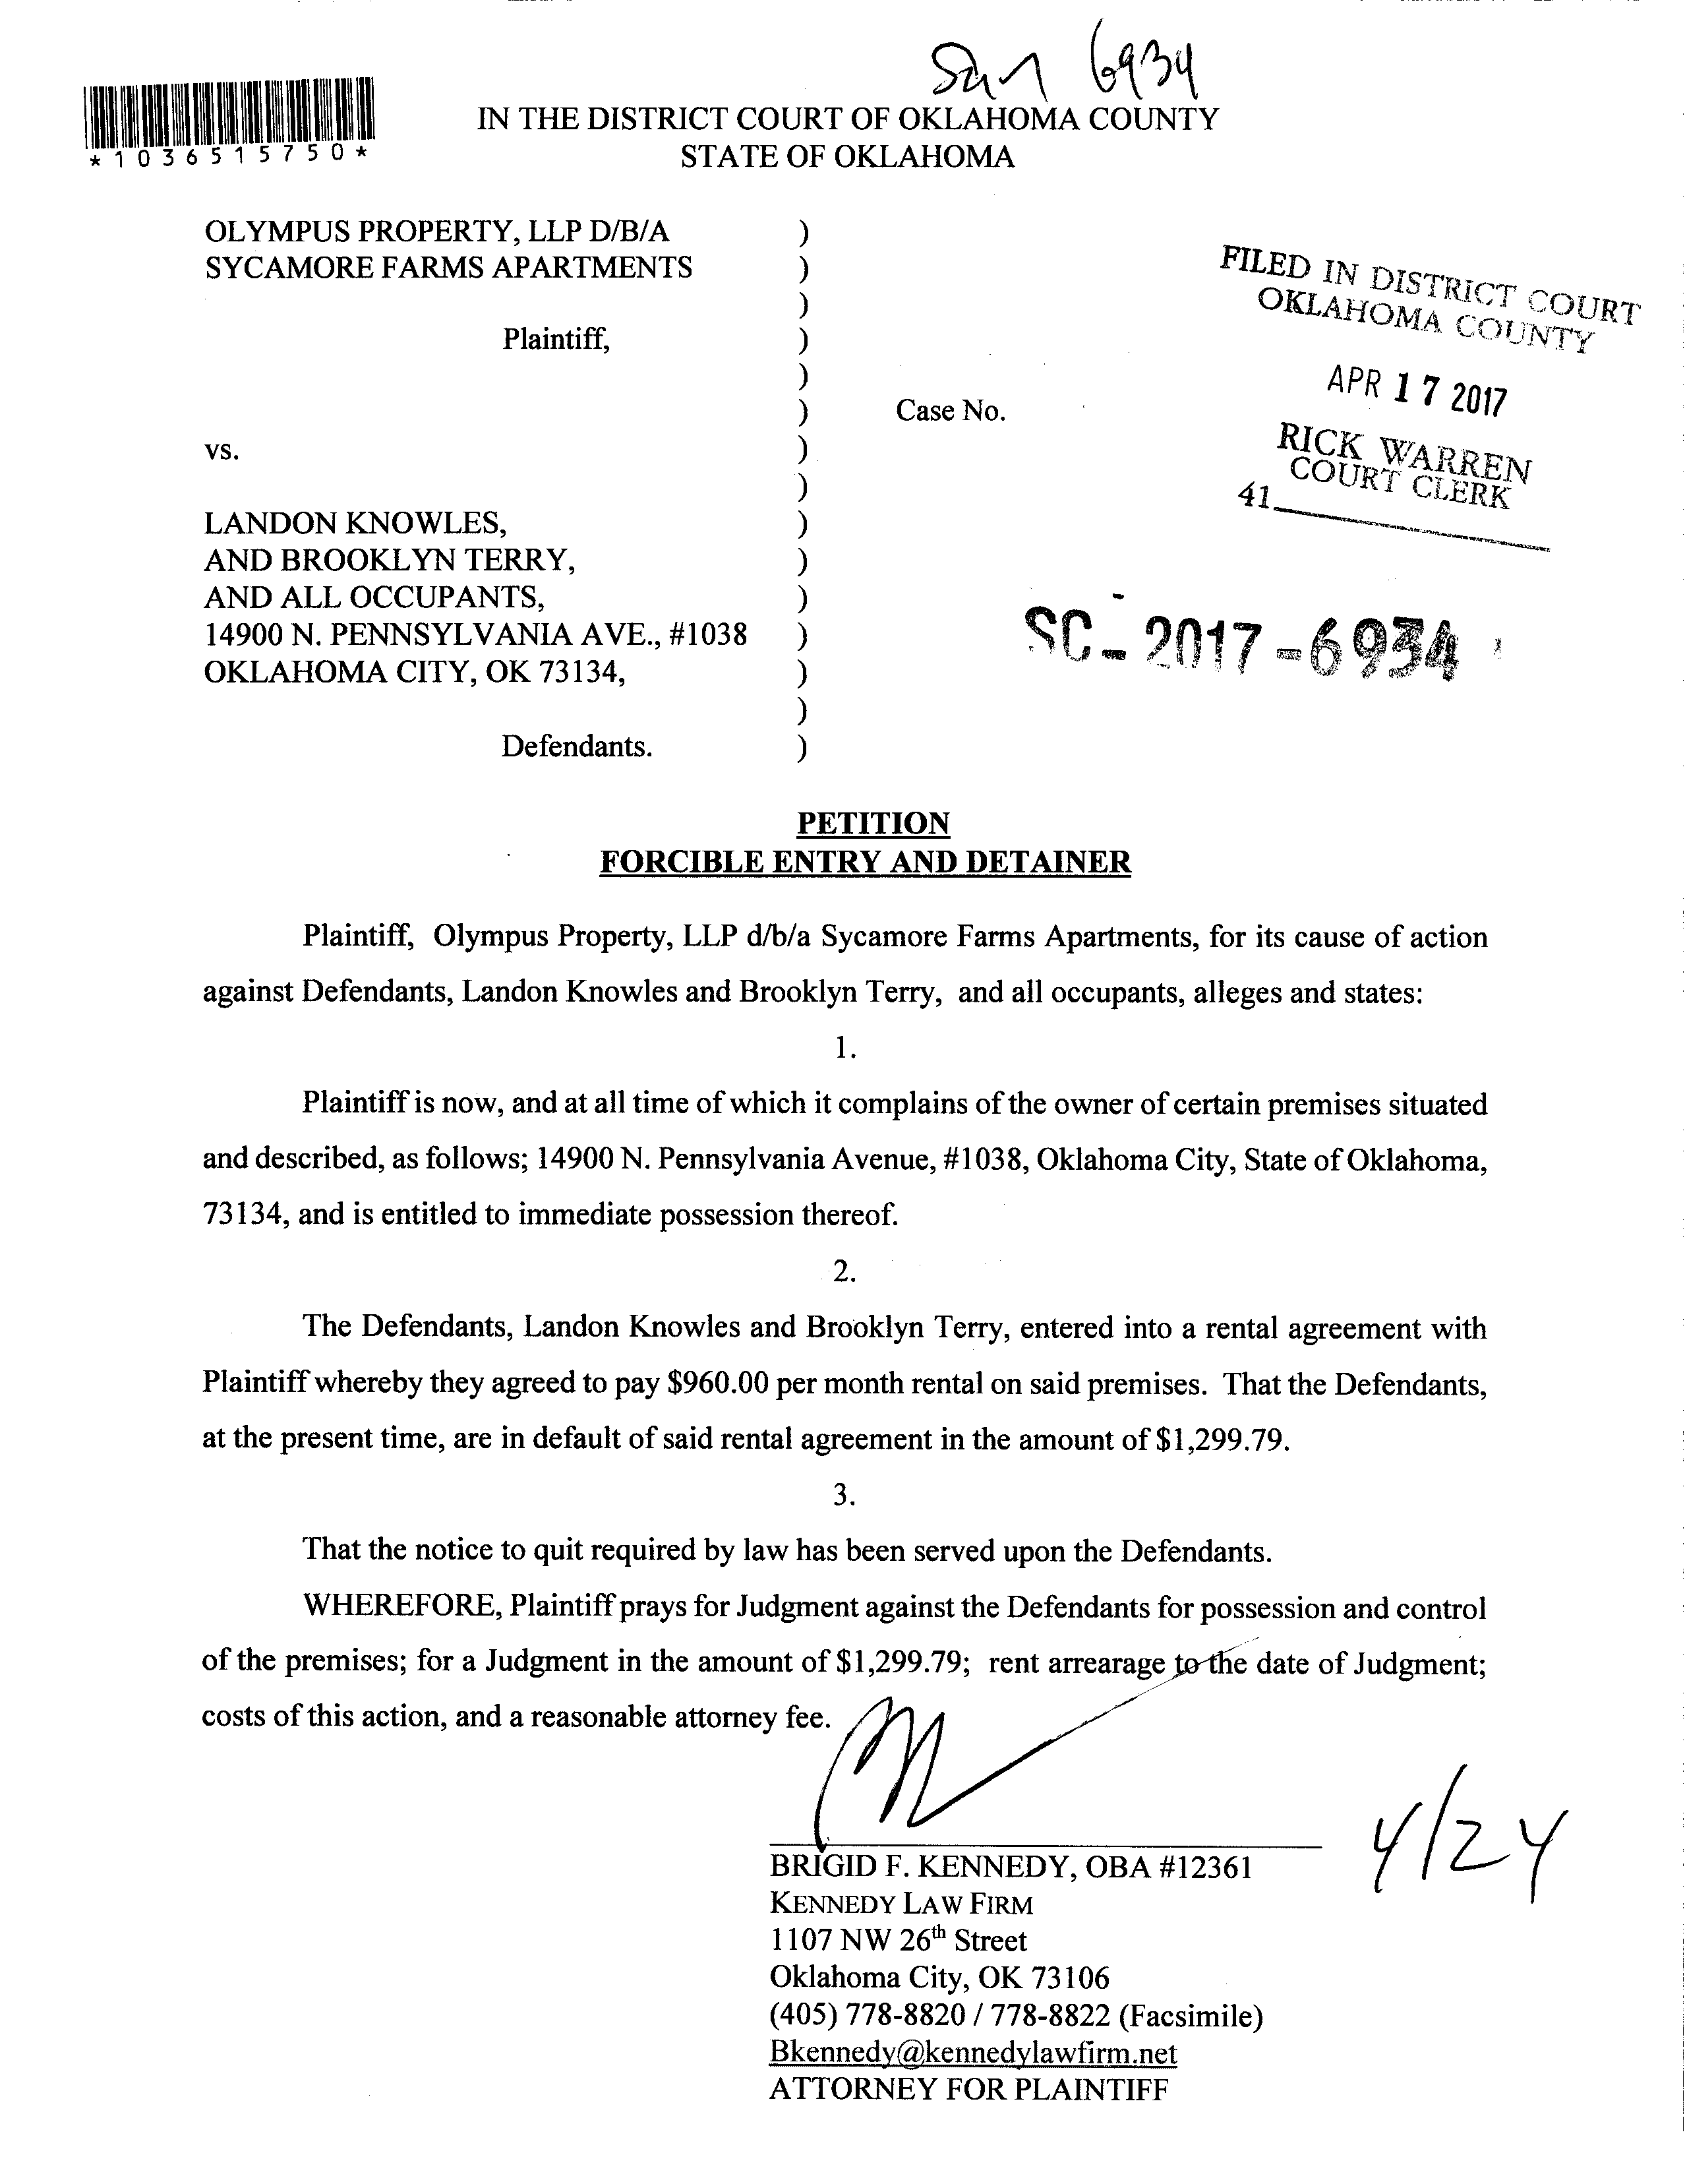 6934
*1036515750*
IN THE DISTRICT COURT OF OKLAHOMA COUNTY
STATE OF OKLAHOMA
OLYMPUS PROPERTY, LLP D/B/A )
SYCAMORE FARMS APARTMENTS )
)
Plaintiff, )
)
) Case No.
vs. )
)
LANDON KNOWLES, )
AND BROOKLYN TERRY, )
AND ALL OCCUPANTS, )
14900 N. PENNSYLVANIA AVE., #1038 )
OKLAHOMA CITY, OK 73134, )
)
Defendants. )
FILED IN DISTRICT COURT
OKLAHOMA COUNTY
APR 17 2017
RICK WARREN
COURT CLERK
41
SC-2017-6934
PETITION
FORCIBLE ENTRY AND DETAINER
Plaintiff, Olympus Property, LLP d/b/a Sycamore Farms Apartments, for its cause of action
against Defendants, Landon Knowles and Brooklyn Terry, and all occupants, alleges and states:
1.
Plaintiff is now, and at all time of which it complains of the owner of certain premises situated
and described, as follows; 14900 N. Pennsylvania Avenue, #1038, Oklahoma City, State of Oklahoma,
73134, and is entitled to immediate possession thereof.
2.
The Defendants, Landon Knowles and Brooklyn Terry, entered into a rental agreement with
Plaintiff whereby they agreed to pay $960.00 per month rental on said premises. That the Defendants,
at the present time, are in default of said rental agreement in the amount of $1,299.79.
3.
That the notice to quit required by law has been served upon the Defendants.
WHEREFORE, Plaintiff prays for Judgment against the Defendants for possession and control
of the premises; for a Judgment in the amount of $1,299.79; rent arrearage to the date of Judgment;
costs of this action, and a reasonable attorney fee.
4/24
BRIGID F. KENNEDY, OBA #12361
KENNEDY LAW FIRM
1107 NW 26th Street
Oklahoma City, OK 73106
(405) 778-8820 / 778-8822 (Facsimile)
Bkennedy@kennedylawfirm.net
ATTORNEY FOR PLAINTIFF